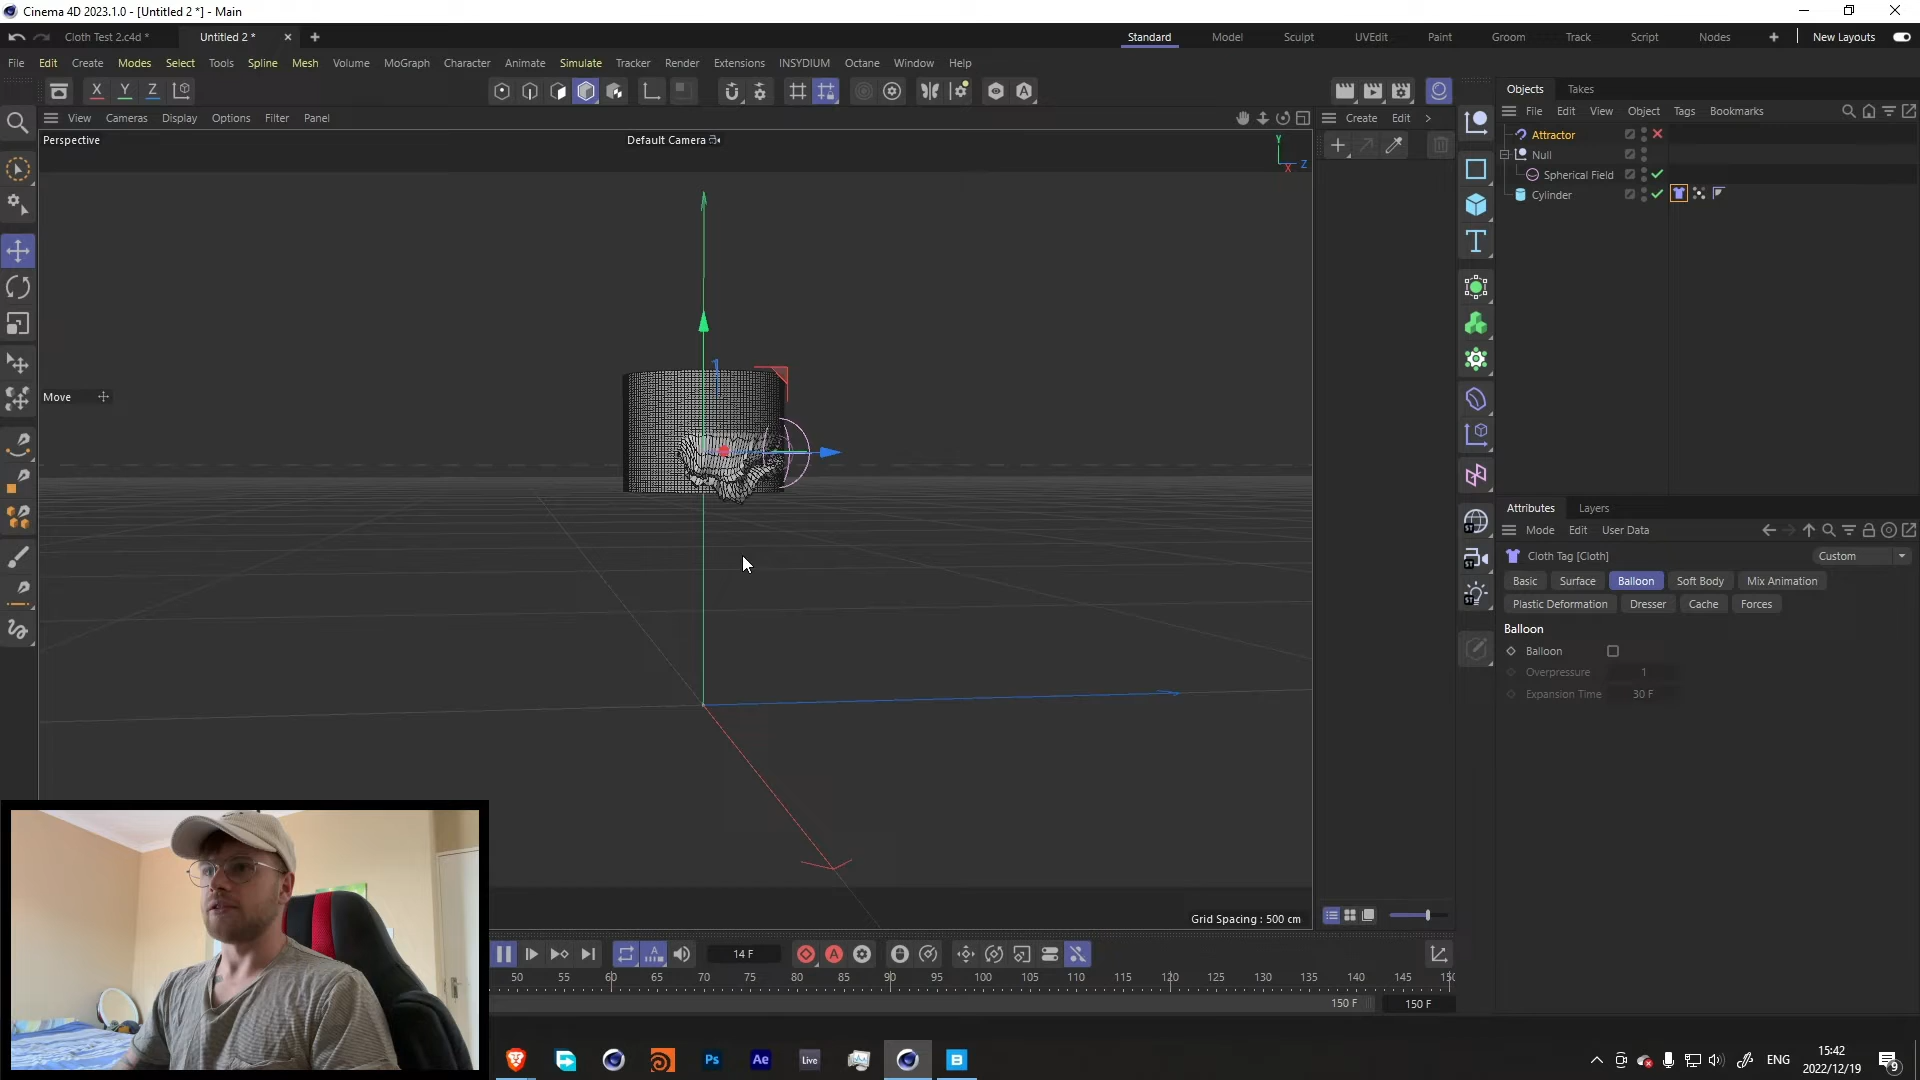 Cinema 4D 2023.1.0 - [Untitled 2 *] - Main
Cloth Test 2.c4d *
Untitled 2 *
Standard
Model
Sculpt
UVEdit
Paint
Groom
Track
Script
Nodes
New Layouts
File Edit Create Modes Select Tools Spline Mesh Volume MoGraph Character Animate Simulate Tracker Render Extensions INSYDIUM Octane Window Help
X Y Z
Objects Takes
View Cameras Display Options Filter Panel
Create Edit
File Edit View Object Tags Bookmarks
Perspective
Default Camera
Y
Z
X
Attractor
Null
Spherical Field
Cylinder
Move
Attributes Layers
Mode Edit User Data
Cloth Tag [Cloth]
Custom
Basic Surface Balloon Soft Body Mix Animation
Plastic Deformation Dresser Cache Forces
Balloon
Balloon
Overpressure 1
Expansion Time 30 F
Grid Spacing : 500 cm
14 F
50 55 60 65 70 75 80 85 90 95 100 105 110 115 120 125 130 135 140 145
150 F
150 F
Ps
Ae
Live
B
ENG
15:42
2022/12/19
9